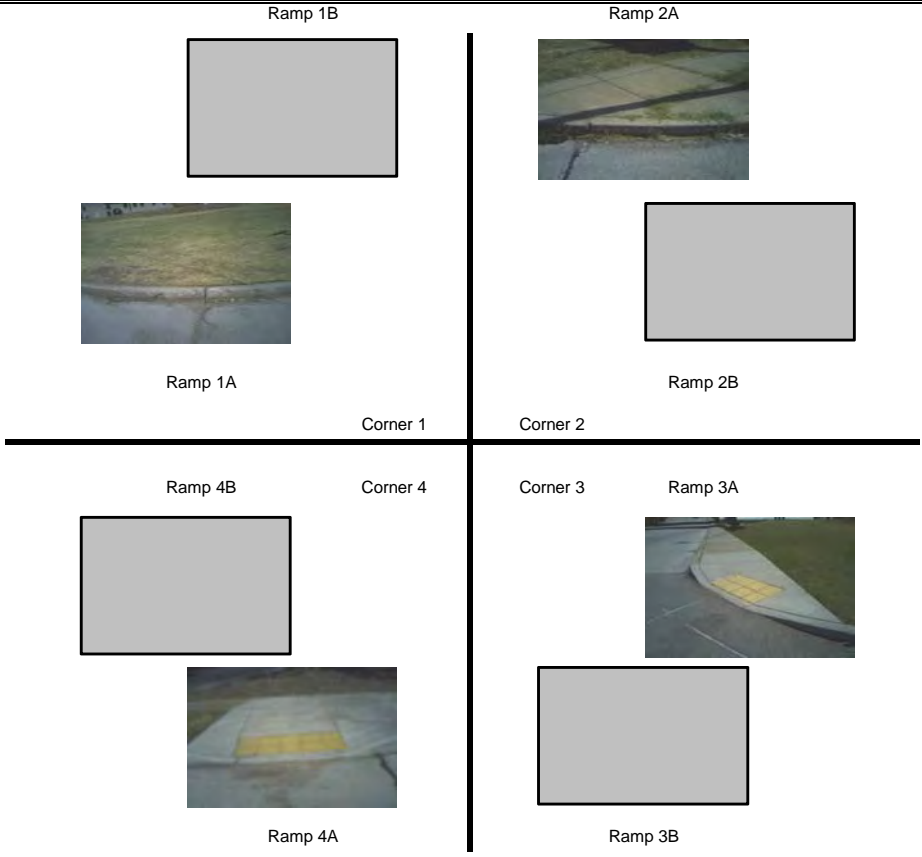 Ramp 1B
Ramp 2A
Ramp 1A
Ramp 2B
Corner 1
Corner 2
Ramp 4B
Corner 4
Corner 3
Ramp 3A
Ramp 4A
Ramp 3B